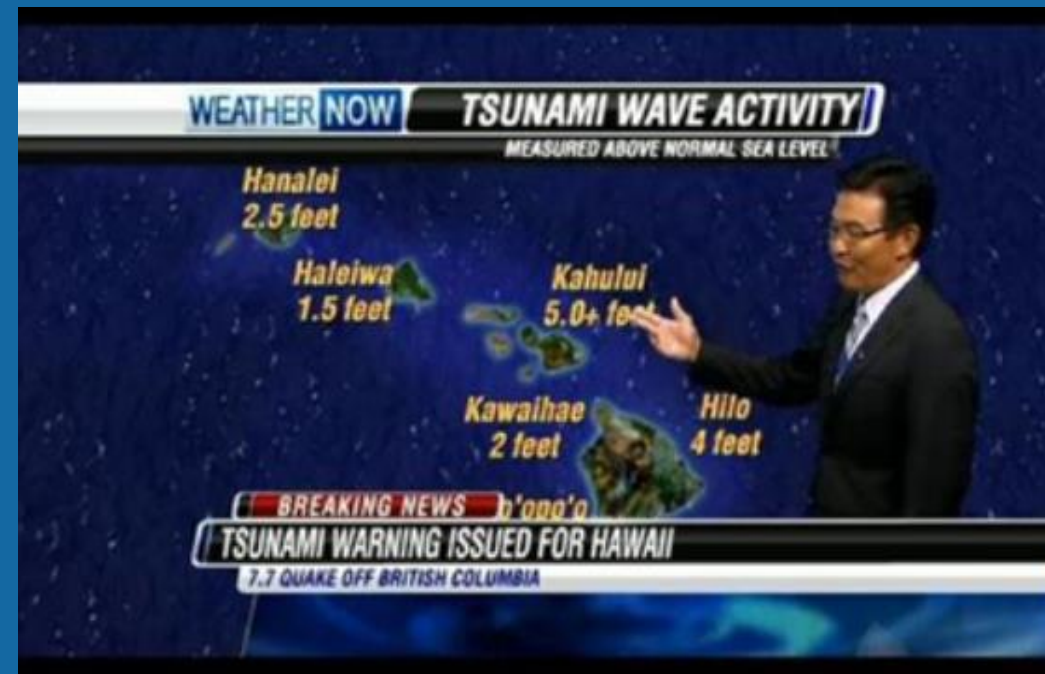 WEATHER NOW
TSUNAMI WAVE ACTIVITY
MEASURED ABOVE NORMAL SEA LEVEL
Hanalei
2.5 feet
Haleiwa
1.5 feet
Kahului
5.0+ feet
Kawaihae
2 feet
Hilo
4 feet
BREAKING NEWS
TSUNAMI WARNING ISSUED FOR HAWAII
7.7 QUAKE OFF BRITISH COLUMBIA